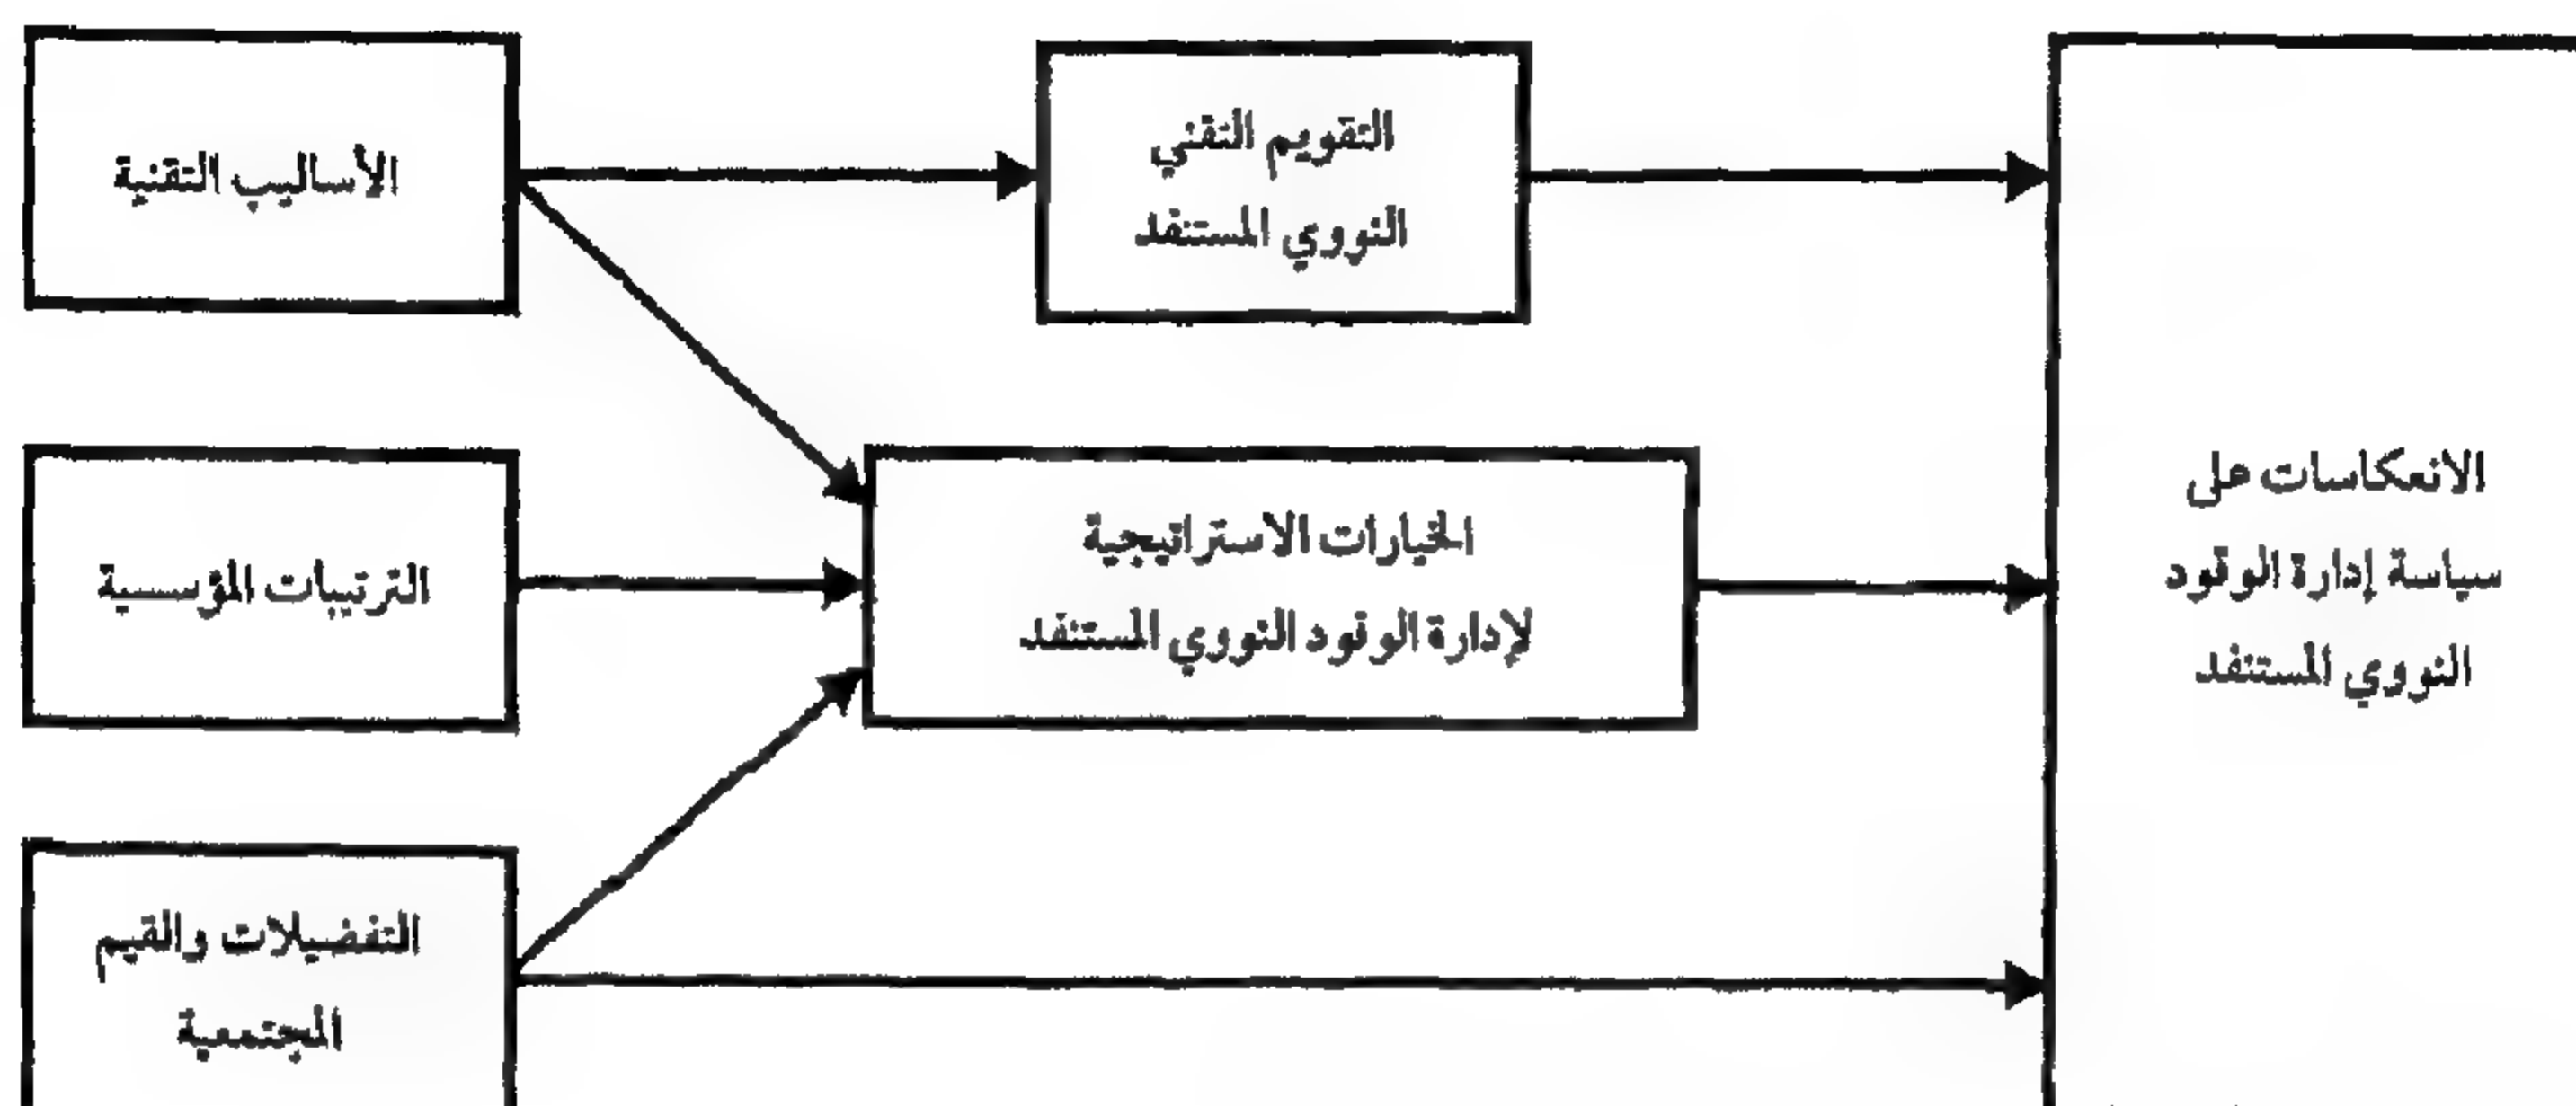 الأساليب التقنية
التقويم التقني
النووي المستنفد
الترتيبات المؤسسية
الخيارات الاستراتيجية
لإدارة الوقود النووي المستنفد
الانعكاسات على
سياسة إدارة الوقود
النووي المستنفد
التفضيلات والقيم
المجتمعية